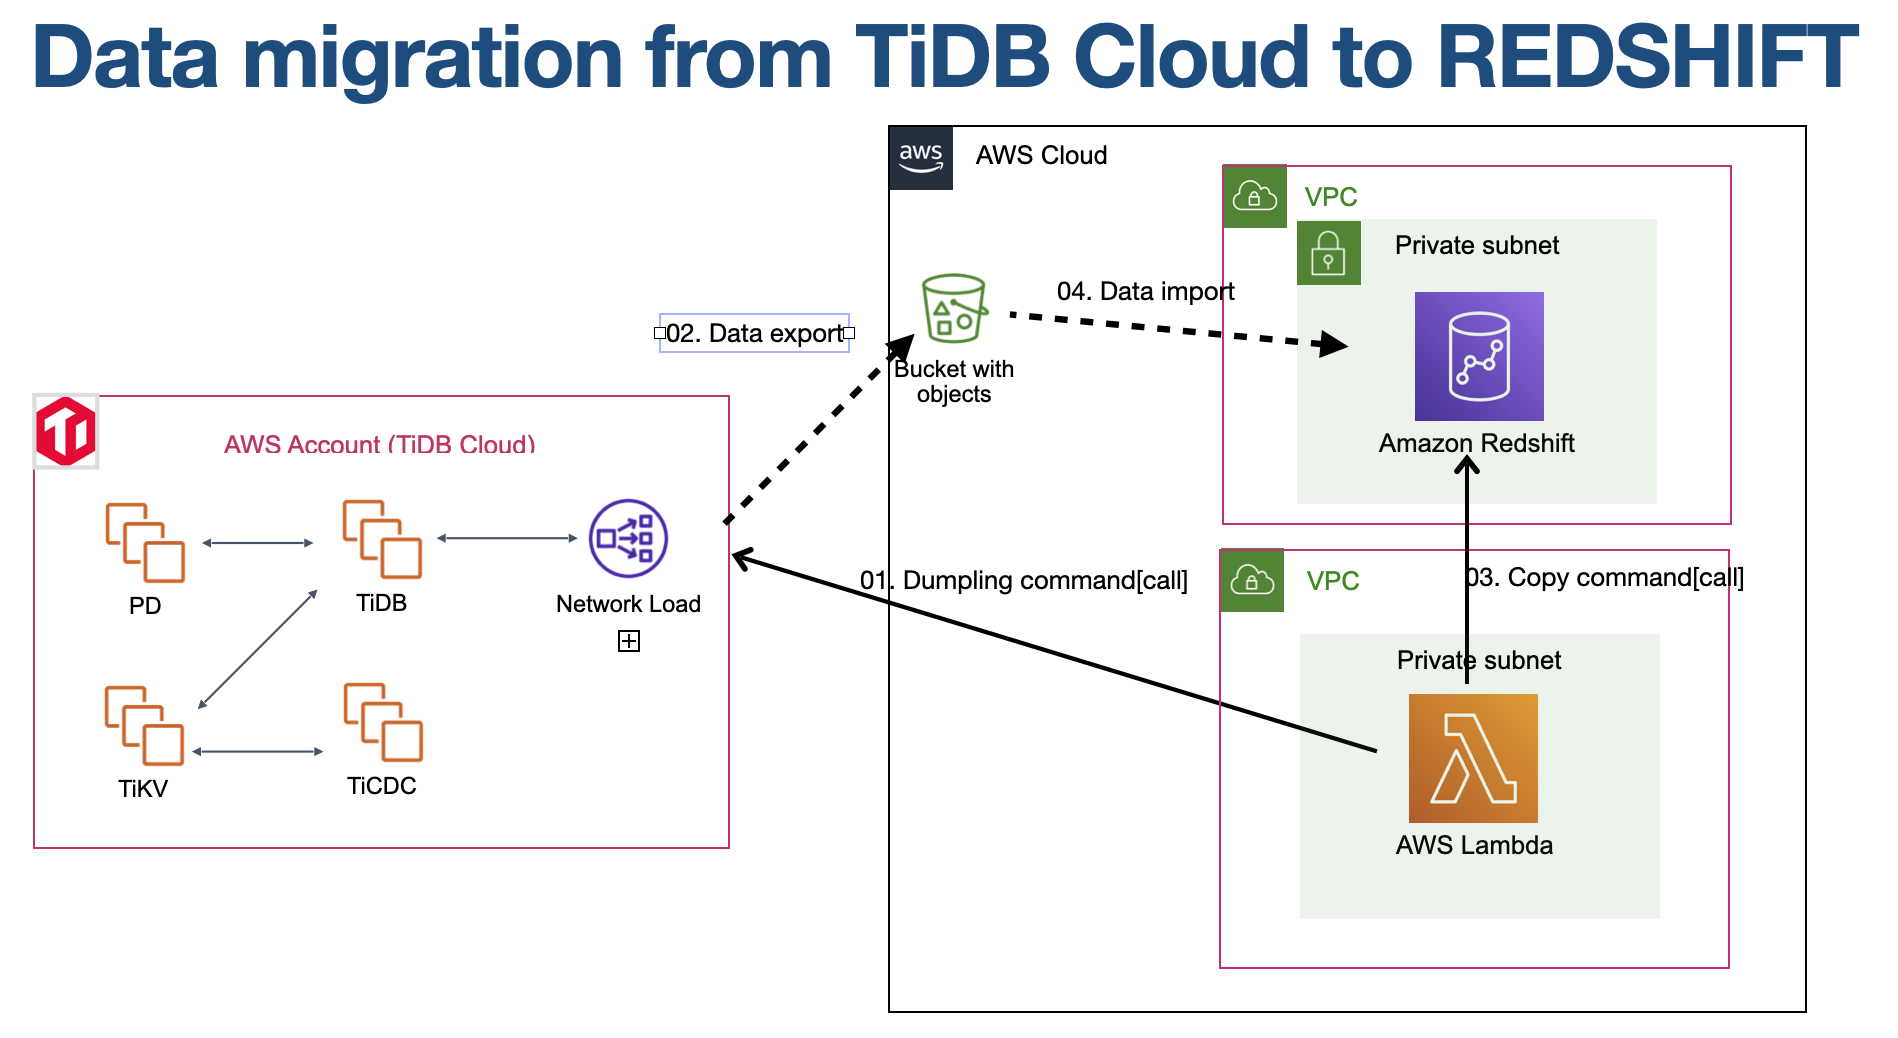 Data migration from TiDB Cloud to REDSHIFT
aws
AWS Cloud
VPC
Private subnet
04. Data import
02. Data export
Bucket with
objects
Amazon Redshift
Ti
AWS Account (TiDB Cloud)
PD
TiDB
Network Load
01. Dumpling command[call]
VPC
03. Copy command[call]
Private subnet
TiKV
TiCDC
AWS Lambda